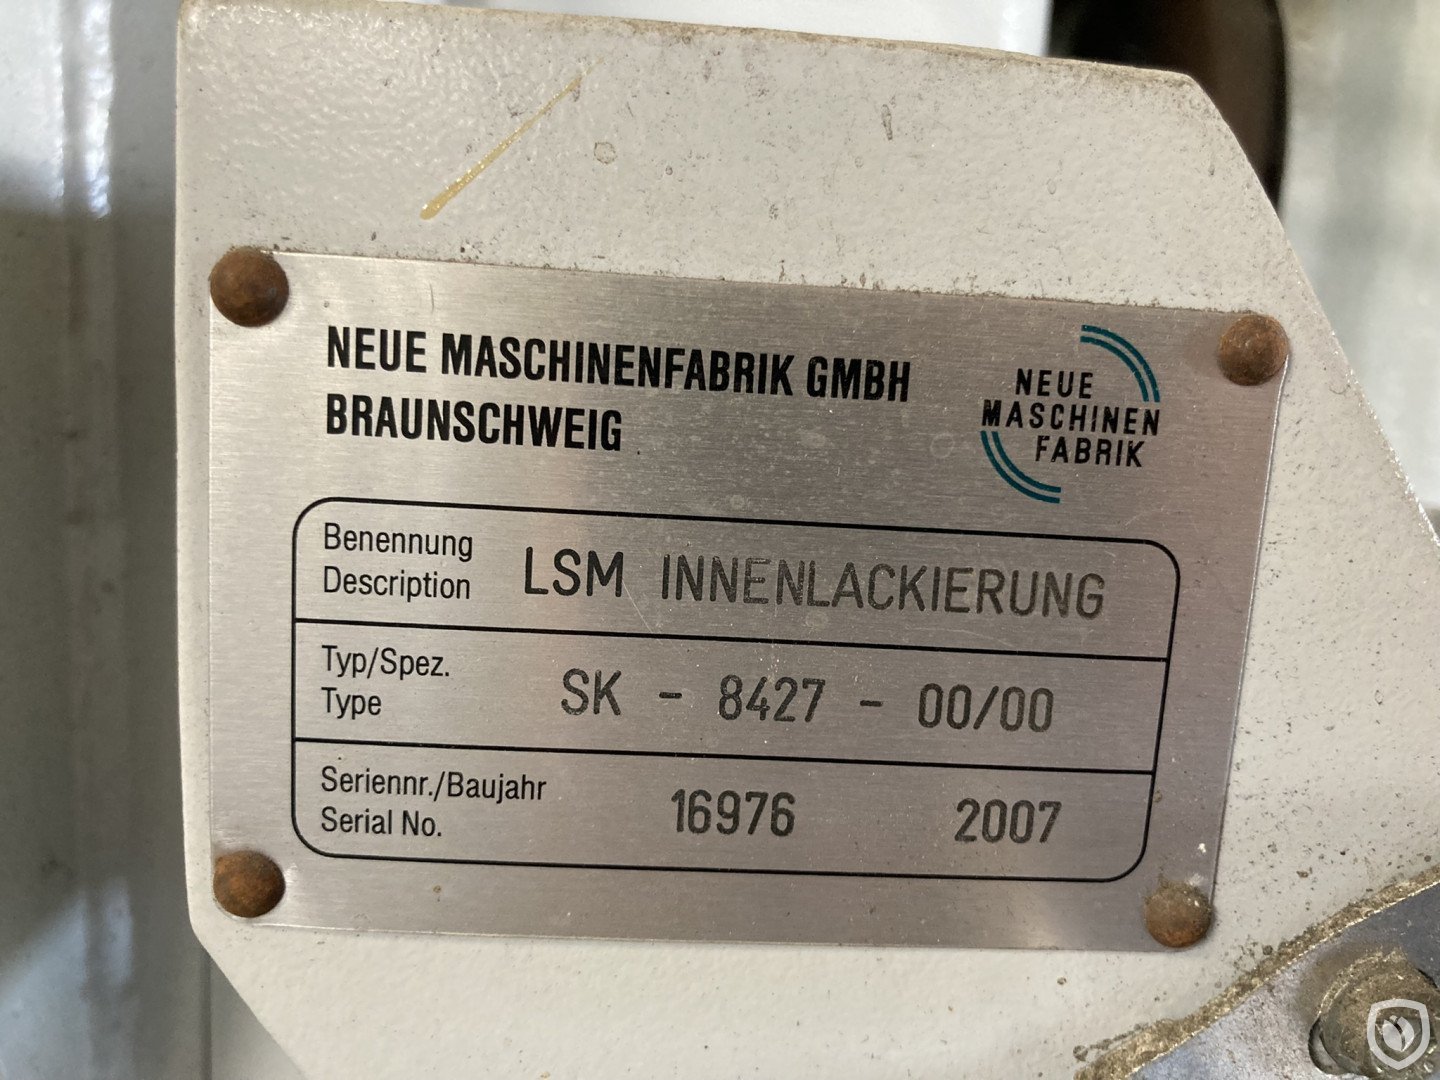 NEUE MASCHINENFABRIK GMBH
BRAUNSCHWEIG
NEUE
MASCHINEN
FABRIK
Benennung
Description
LSM INNENLACKIERUNG
Typ/Spez.
Type
SK - 8427 - 00/00
Seriennr./Baujahr
Serial No.
16976 2007